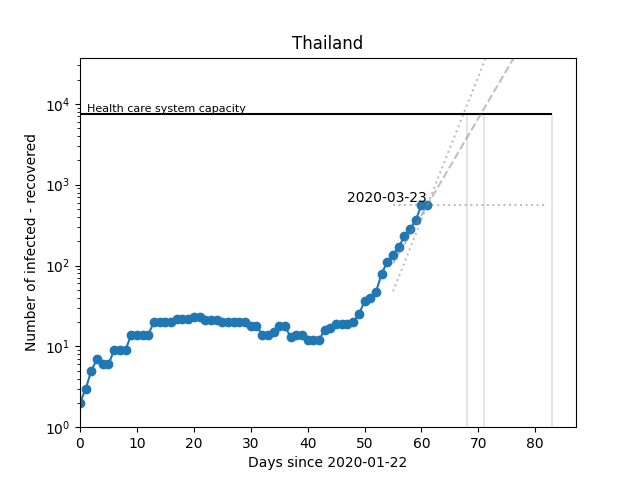 Thailand
Number of infected - recovered
10⁴
10³
10²
10¹
10⁰
Health care system capacity
2020-03-23
0 10 20 30 40 50 60 70 80
Days since 2020-01-22